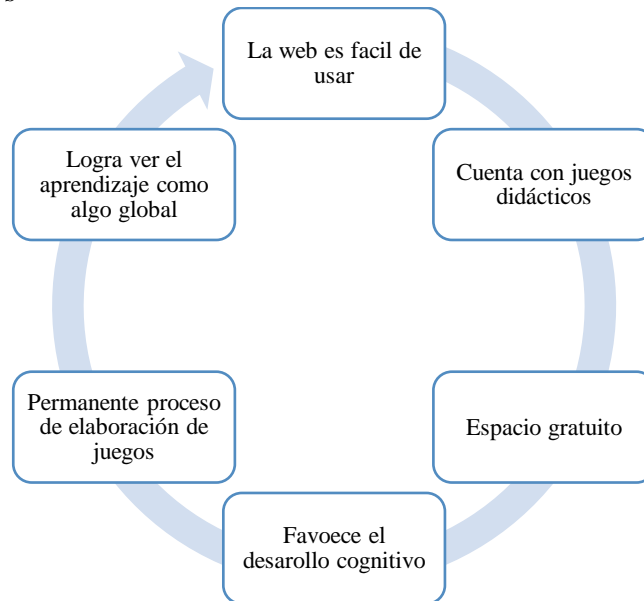 La web es facil de
usar
Cuenta con juegos
didácticos
Espacio gratuito
Favoece el
desarollo cognitivo
Permanente proceso
de elaboración de
juegos
Logra ver el
aprendizaje como
algo global